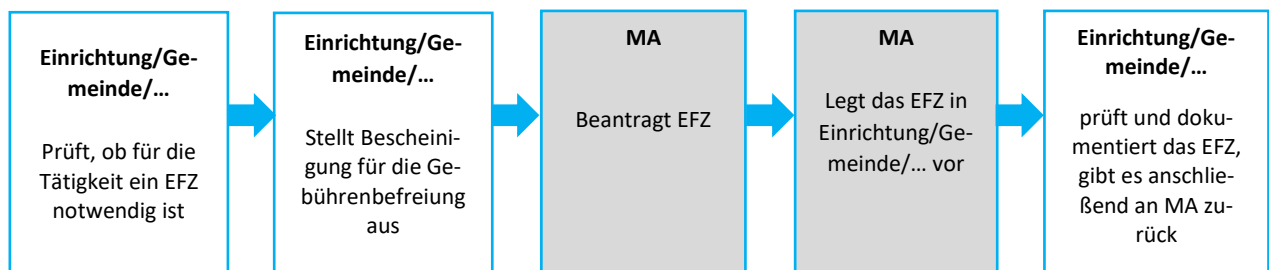 Einrichtung/Ge-
meinde/…
Prüft, ob für die
Tätigkeit ein EFZ
notwendig ist
Einrichtung/Ge-
meinde/…
Stellt Bescheini-
gung für die Ge-
bührenbefreiung
aus
MA
Beantragt EFZ
MA
Legt das EFZ in
Einrichtung/Ge-
meinde/… vor
Einrichtung/Ge-
meinde/…
prüft und doku-
mentiert das EFZ,
gibt es anschlie-
ßend an MA zu-
rück